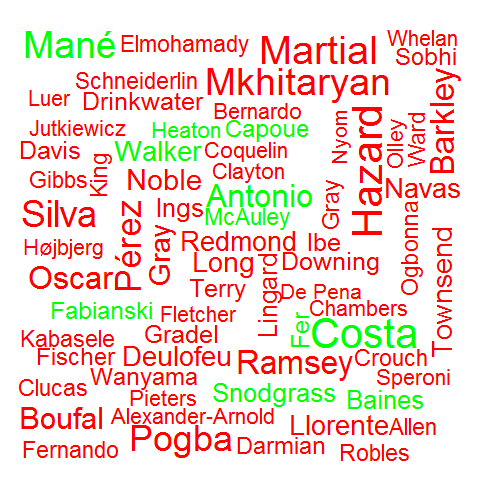 Mané Elmohamady Martial Whelan
Sobhi
Schneiderlin Mkhitaryan
Luer Drinkwater Bernardo
Barkley
Jutkiewicz Heaton Capoue Nyom Hazard Olley Ward
Davis Walker Coquelin
Gibbs King Noble Clayton Navas
Silva Pérez Ings Antonio Gray
McAuley
Højbjerg Gray Redmond Ibe Ogbonna
Oscar Long Lingard Downing Townsend
Terry De Pena
Fabianski Fletcher Fer Chambers
Kabasele Gradel Costa
Fischer Deulofeu Ramsey Crouch
Clucas Wanyama Speroni
Pieters Snodgrass Baines
Boufal Alexander-Arnold Llorente Allen
Fernando Pogba Darmian Robles